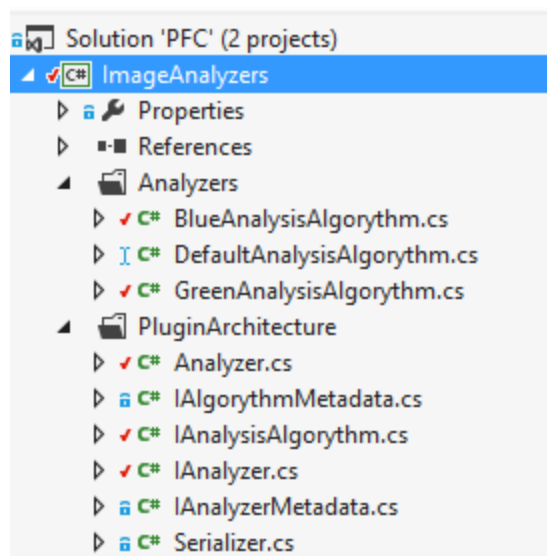 Solution 'PFC' (2 projects)
C# ImageAnalyzers
Properties
References
Analyzers
C# BlueAnalysisAlgorythm.cs
C# DefaultAnalysisAlgorythm.cs
C# GreenAnalysisAlgorythm.cs
PluginArchitecture
C# Analyzer.cs
C# IAlgorythmMetadata.cs
C# IAnalysisAlgorythm.cs
C# IAnalyzer.cs
C# IAnalyzerMetadata.cs
C# Serializer.cs